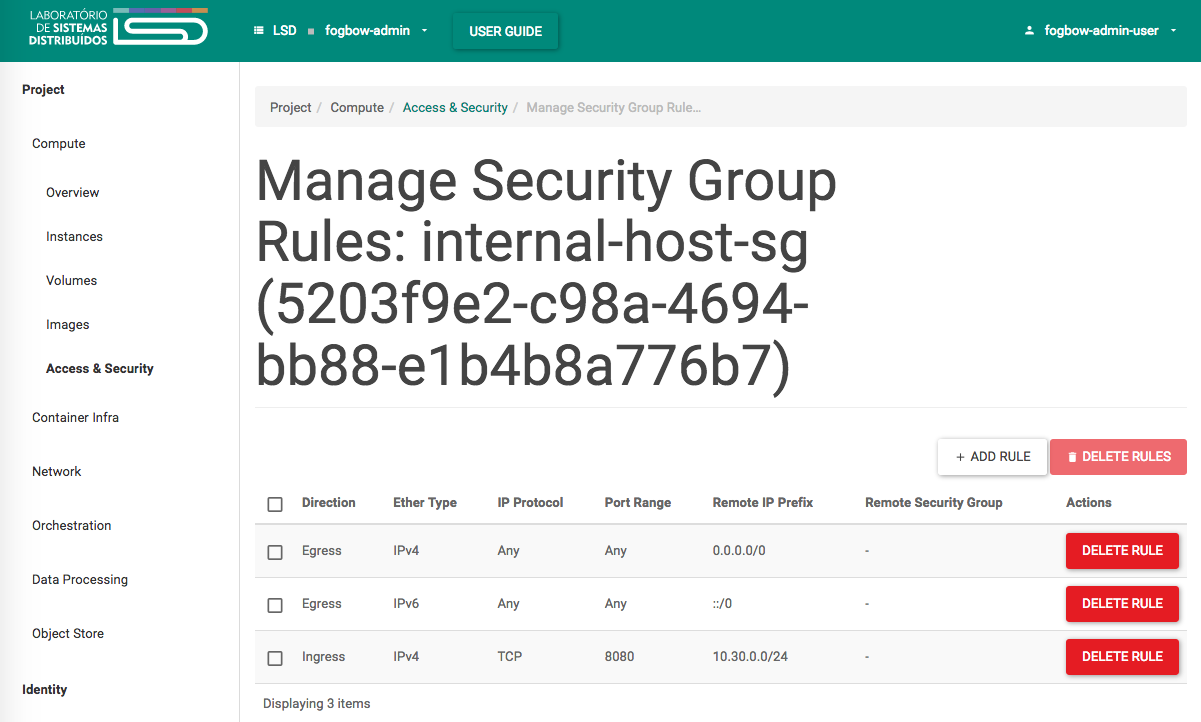 LABORATÓRIO
DE SISTEMAS
DISTRIBUÍDOS
LSD
LSD fogbow-admin
USER GUIDE
fogbow-admin-user
Project
Compute
Overview
Instances
Volumes
Images
Access & Security
Container Infra
Network
Orchestration
Data Processing
Object Store
Identity
Project / Compute / Access & Security / Manage Security Group Rule...
Manage Security Group
Rules: internal-host-sg
(5203f9e2-c98a-4694-
bb88-e1b4b8a776b7)
+ ADD RULE DELETE RULES
Direction Ether Type IP Protocol Port Range Remote IP Prefix Remote Security Group Actions
Egress IPv4 Any Any 0.0.0.0/0 - DELETE RULE
Egress IPv6 Any Any ::/0 - DELETE RULE
Ingress IPv4 TCP 8080 10.30.0.0/24 - DELETE RULE
Displaying 3 items